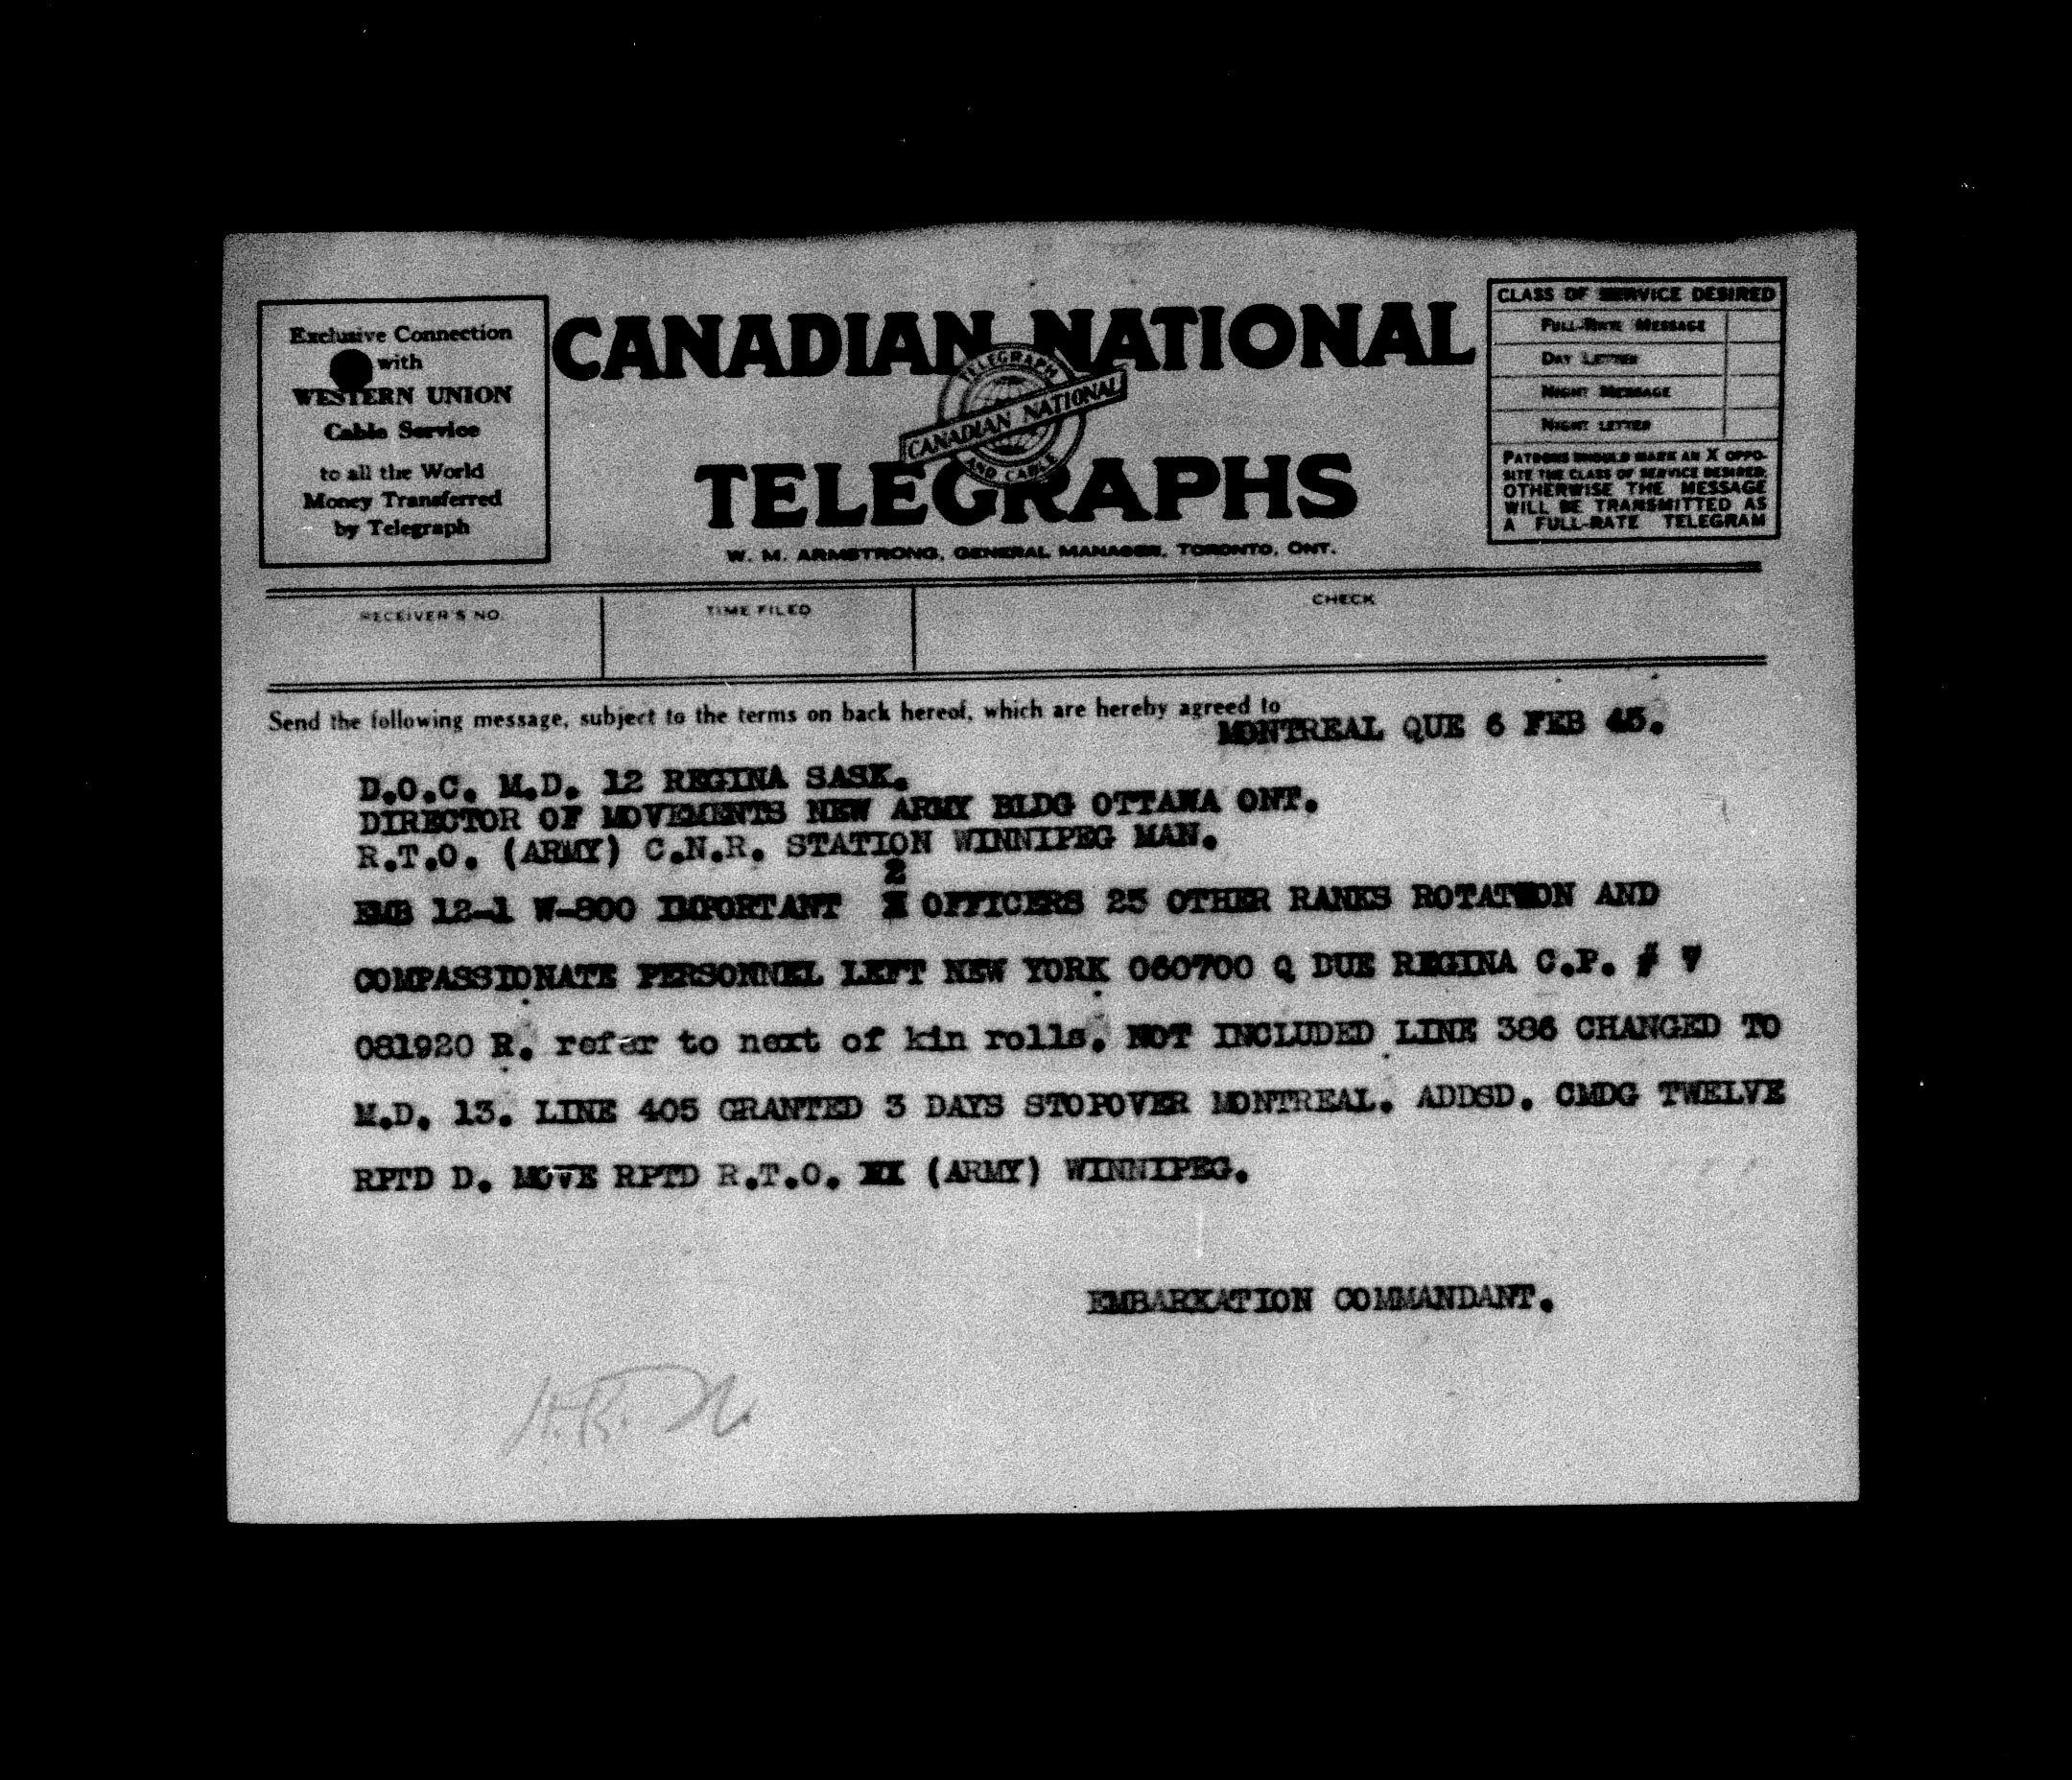 Exclusive Connection
with
WESTERN UNION
Cable Service
to all the World
Money Transferred
by Telegraph
CANADIAN NATIONAL
TELEGRAPH
CANADIAN NATIONAL
AND CABLE
TELEGRAPHS
W. M. ARMSTRONG, GENERAL MANAGER, TORONTO, ONT.
CLASS OF SERVICE DESIRED
FULL-RATE MESSAGE
DAY LETTER
NIGHT MESSAGE
NIGHT LETTER
PATRONS SHOULD MARK AN X OPPO-
SITE THE CLASS OF SERVICE DESIRED;
OTHERWISE THE MESSAGE
WILL BE TRANSMITTED AS
A FULL-RATE TELEGRAM
RECEIVER'S NO.
TIME FILED
CHECK
Send the following message, subject to the terms on back hereof, which are hereby agreed to
MONTREAL QUE 6 FEB 45.
D.O.C. M.D. 12 REGINA SASK.
DIRECTOR OF MOVEMENTS NEW ARMY BLDG OTTAWA ONT.
R.T.O. (ARMY) C.N.R. STATION WINNIPEG MAN.
2
EMB 12-1 W-800 IMPORTANT OFFICERS 25 OTHER RANKS ROTATION AND
COMPASSIONATE PERSONNEL LEFT NEW YORK 060700 Q DUE REGINA C.P. # 7
081920 R. refer to next of kin rolls. NOT INCLUDED LINE 386 CHANGED TO
M.D. 13. LINE 405 GRANTED 3 DAYS STOPOVER MONTREAL. ADDSD. CMDG TWELVE
RPTD D. MOVE RPTD R.T.O. (ARMY) WINNIPEG.
EMBARKATION COMMANDANT.